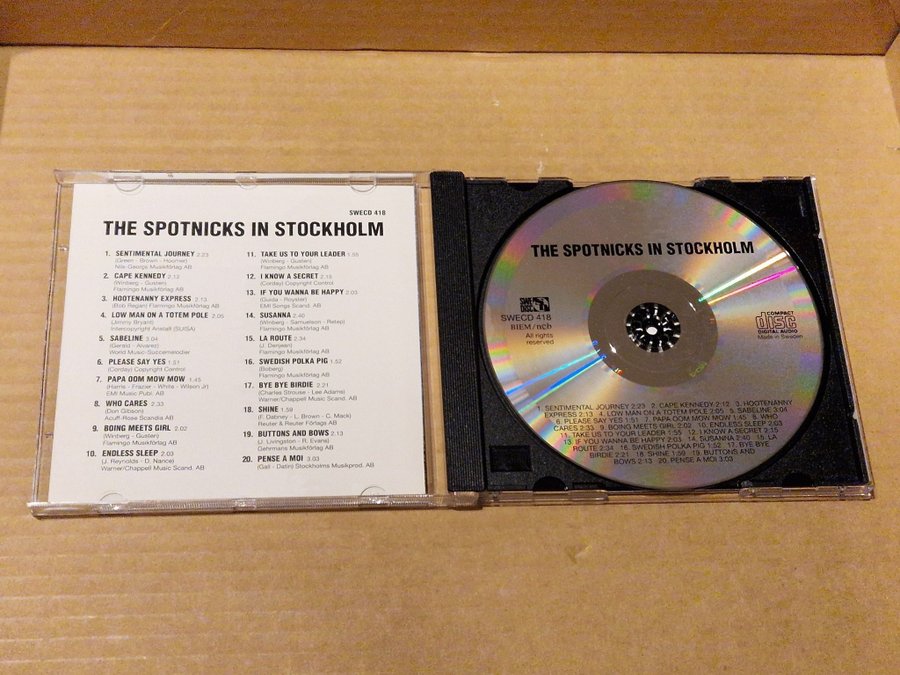 SWECD 418
THE SPOTNICKS IN STOCKHOLM
1. SENTIMENTAL JOURNEY 2.23
(Green - Brown - Hoomer)
Nils-Georgs Musikförlag AB
2. CAPE KENNEDY 2.12
(Winberg - Gusten)
Flamingo Musikförlag AB
3. HOOTENANNY EXPRESS 2.13
(Bob Regan) Flamingo Musikförlag AB
4. LOW MAN ON A TOTEM POLE 2.05
(Jimmy Bryant)
Intersoopyright Anstalt (SUISA)
5. SABELINE 3.04
(Gerald - Alvarez)
World Music-Succemelodier
6. PLEASE SAY YES 1.51
(Corday) Copyright Control
7. PAPA OOM MOW MOW 1.45
(Harris - Frazier - White - Wilson Jr)
EMI Music Publ. AB
8. WHO CARES 2.33
(Don Gibson)
Acuff-Rose Scandia AB
9. BOING MEETS GIRL 2.02
(Winberg - Gusten)
Flamingo Musikförlag AB
10. ENDLESS SLEEP 2.03
(J. Reynolds - D. Nance)
Warner/Chappell Music Scand. AB
11. TAKE US TO YOUR LEADER 1.55
(Winberg - Gusten)
Flamingo Musikförlag AB
12. I KNOW A SECRET 2.15
(Corday) Copyright Control
13. IF YOU WANNA BE HAPPY 2.03
(Guida - Royster)
EMI Songs Scand. AB
14. SUSANNA 2.40
(Winberg - Samuelson - Retep)
Flamingo Musikförlag AB
15. LA ROUTE 2.34
(J. Derjean)
Flamingo Musikförlag AB
16. SWEDISH POLKA PIG 1.52
(Boberg)
Flamingo Musikförlag AB
17. BYE BYE BIRDIE 2.21
(Charles Strouse - Lee Adams)
Warner/Chappell Music Scand. AB
18. SHINE 1.59
(F. Dabney - L. Brown - C. Mack)
Reuter & Reuter Förlags AB
19. BUTTONS AND BOWS 2.13
(J. Livingston - R. Evans)
Gehrmans Musikförlag AB
20. PENSE A MOI 3.03
(Gall - Datin) Stockholms Musikprod. AB
THE SPOTNICKS IN STOCKHOLM
SWE DISC
SWECD 418
BIEM / ncb
All rights
reserved
COMPACT
disc
DIGITAL AUDIO
Made in Sweden
1. SENTIMENTAL JOURNEY 2.23 2. CAPE KENNEDY 2.12 3. HOOTENANNY
EXPRESS 2.13 4. LOW MAN ON A TOTEM POLE 2.05 5. SABELINE 3.04
6. PLEASE SAY YES 1.51 7. PAPA OOM MOW MOW 1.45 8. WHO
CARES 2.33 9. BOING MEETS GIRL 2.02 10. ENDLESS SLEEP 2.03
11. TAKE US TO YOUR LEADER 1.55 12. I KNOW A SECRET 2.15
13 IF YOU WANNA BE HAPPY 2.03 14. SUSANNA 2.40 15. LA
ROUTE 2.34 16. SWEDISH POLKA PIG 1.52 17. BYE BYE
BIRDIE 2.21 18. SHINE 1.59 19. BUTTONS AND
BOWS 2.13 20. PENSE A MOI 3.03